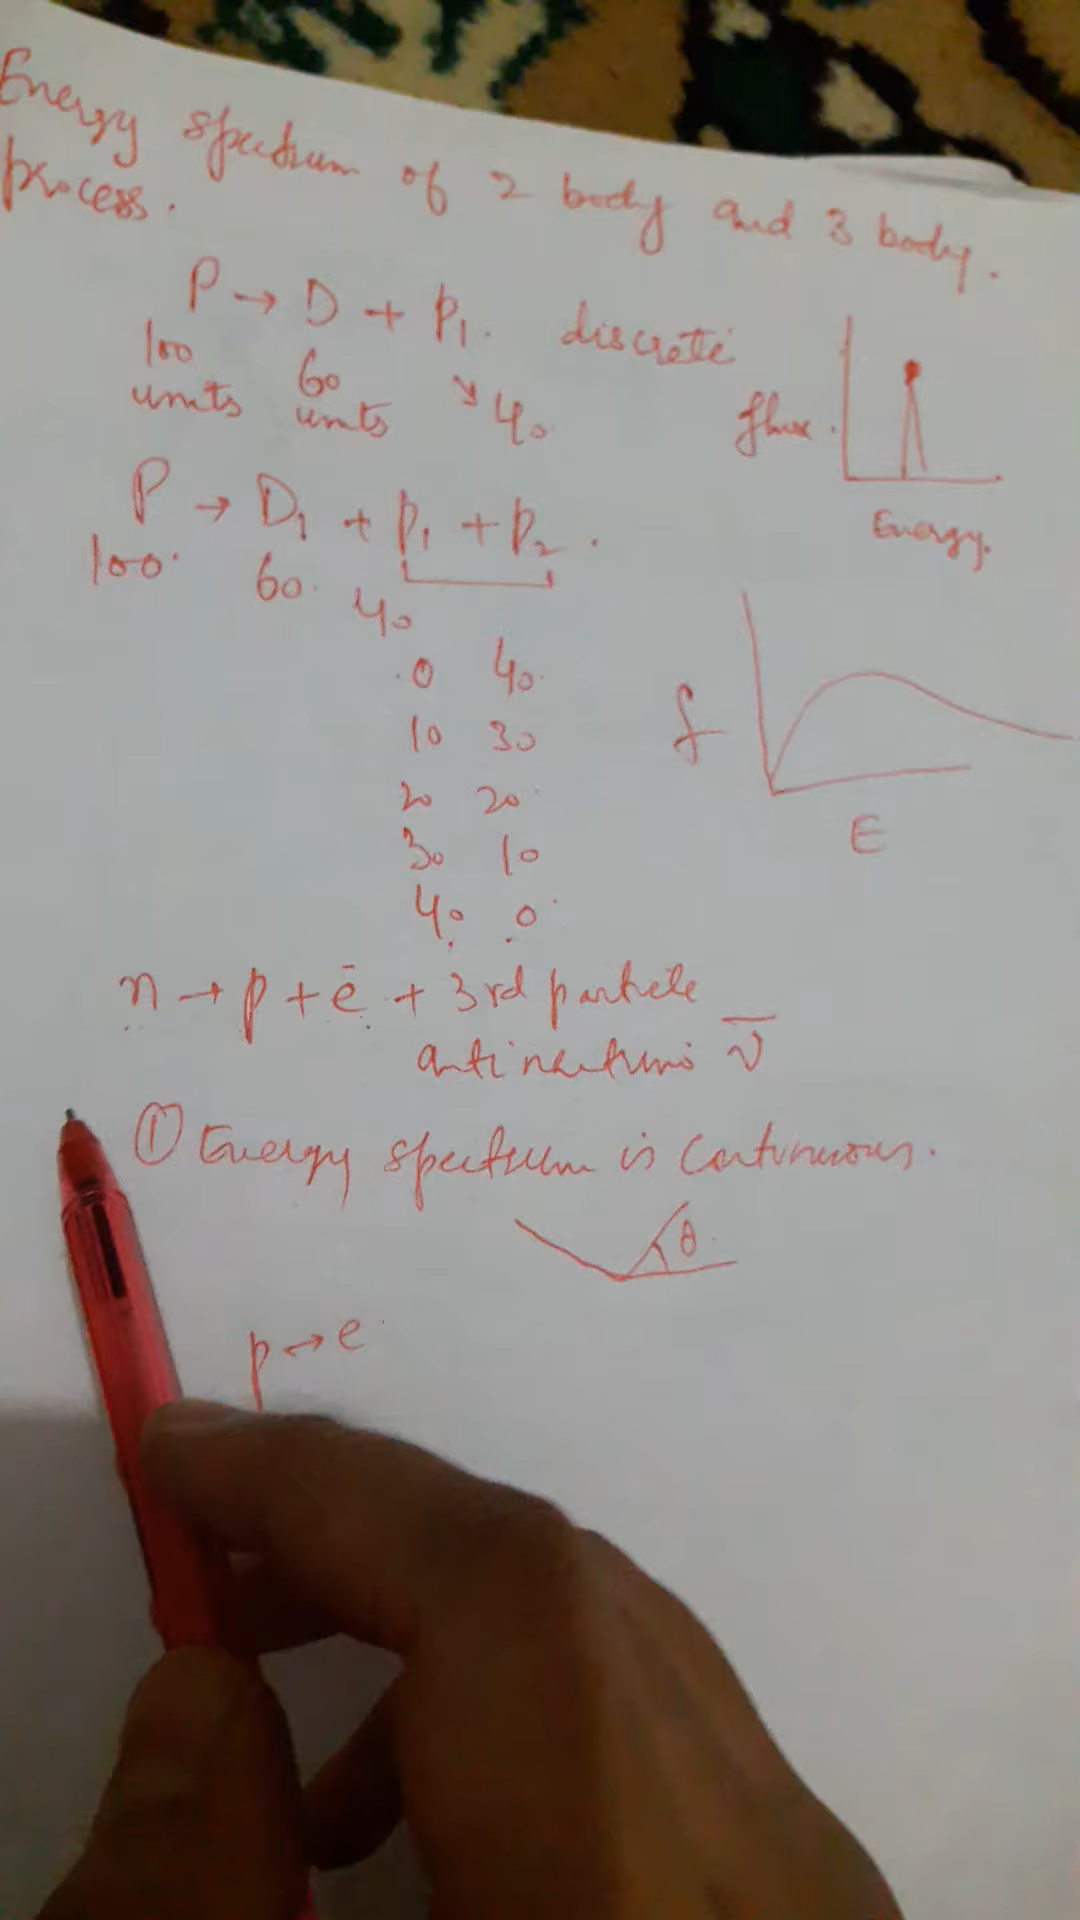 Energy spectrum of 2 body and 3 body.
process.
P → D + P₁. discrete
100 units 60 units ↘ 40
flux.
Energy.
P → D₁ + p₁ + p₂.
100. 60. 40
.0 40.
10 30
20 20
30 10
40 0
f
E
n → p + ē + 3rd particle
antineutrino ν̅
① Energy spectrum is Continuous.
θ.
p → e